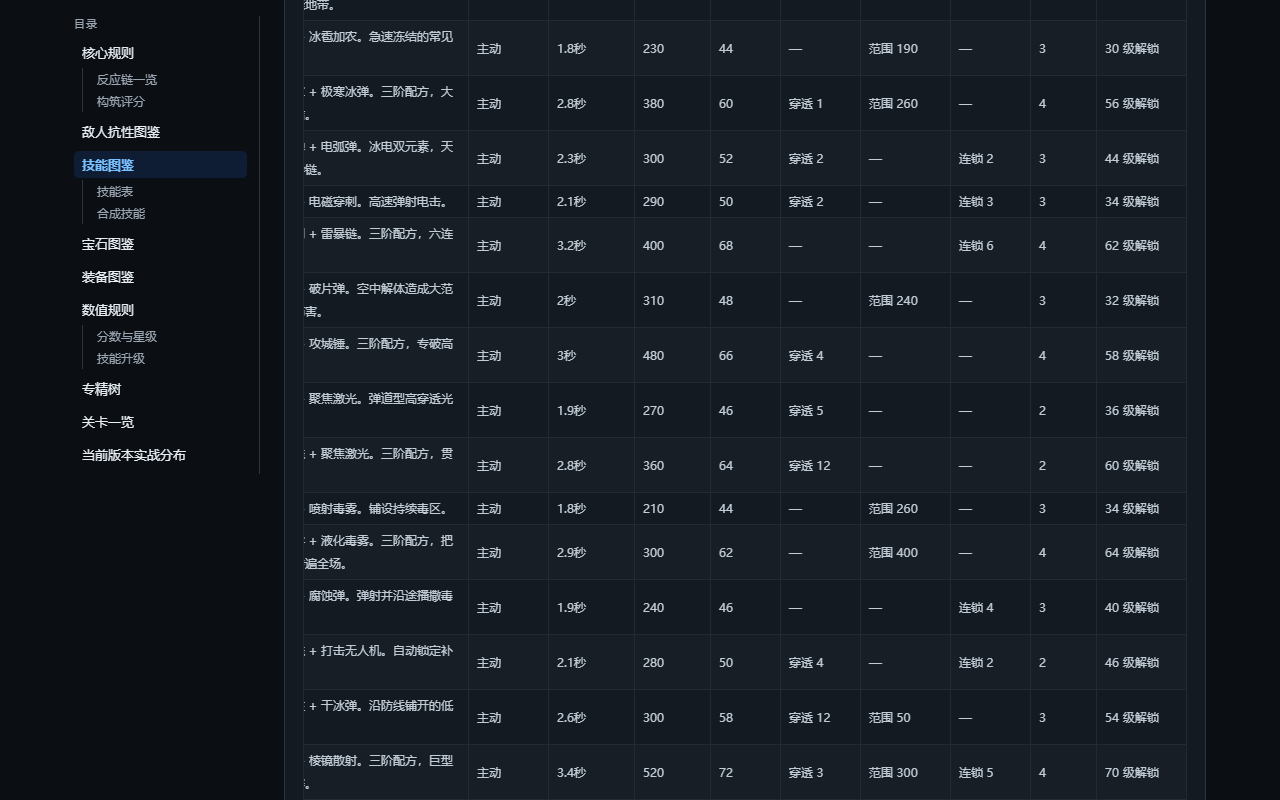 目录
核心规则
反应链一览
构筑评分
敌人抗性图鉴
技能图鉴
技能表
合成技能
宝石图鉴
装备图鉴
数值规则
分数与星级
技能升级
专精树
关卡一览
当前版本实战分布
地带。
冰雹加农。急速冻结的常见
主动 1.8秒 230 44 — 范围 190 — 3 30 级解锁
+ 极寒冰弹。三阶配方，大
。
主动 2.8秒 380 60 穿透 1 范围 260 — 4 56 级解锁
+ 电弧弹。冰电双元素，天
链。
主动 2.3秒 300 52 穿透 2 — 连锁 2 3 44 级解锁
电磁穿刺。高速弹射电击。 主动 2.1秒 290 50 穿透 2 — 连锁 3 3 34 级解锁
+ 雷暴链。三阶配方，六连
主动 3.2秒 400 68 — — 连锁 6 4 62 级解锁
破片弹。空中解体造成大范
害。
主动 2秒 310 48 — 范围 240 — 3 32 级解锁
攻城锤。三阶配方，专破高
主动 3秒 480 66 穿透 4 — — 4 58 级解锁
聚焦激光。弹道型高穿透光
主动 1.9秒 270 46 穿透 5 — — 2 36 级解锁
+ 聚焦激光。三阶配方，贯
主动 2.8秒 360 64 穿透 12 — — 2 60 级解锁
喷射毒雾。铺设持续毒区。 主动 1.8秒 210 44 — 范围 260 — 3 34 级解锁
+ 液化毒雾。三阶配方，把
遍全场。
主动 2.9秒 300 62 — 范围 400 — 4 64 级解锁
腐蚀弹。弹射并沿途播撒毒
主动 1.9秒 240 46 — — 连锁 4 3 40 级解锁
+ 打击无人机。自动锁定补
主动 2.1秒 280 50 穿透 4 — 连锁 2 2 46 级解锁
+ 干冰弹。沿防线铺开的低
主动 2.6秒 300 58 穿透 12 范围 50 — 3 54 级解锁
棱镜散射。三阶配方，巨型
。
主动 3.4秒 520 72 穿透 3 范围 300 连锁 5 4 70 级解锁